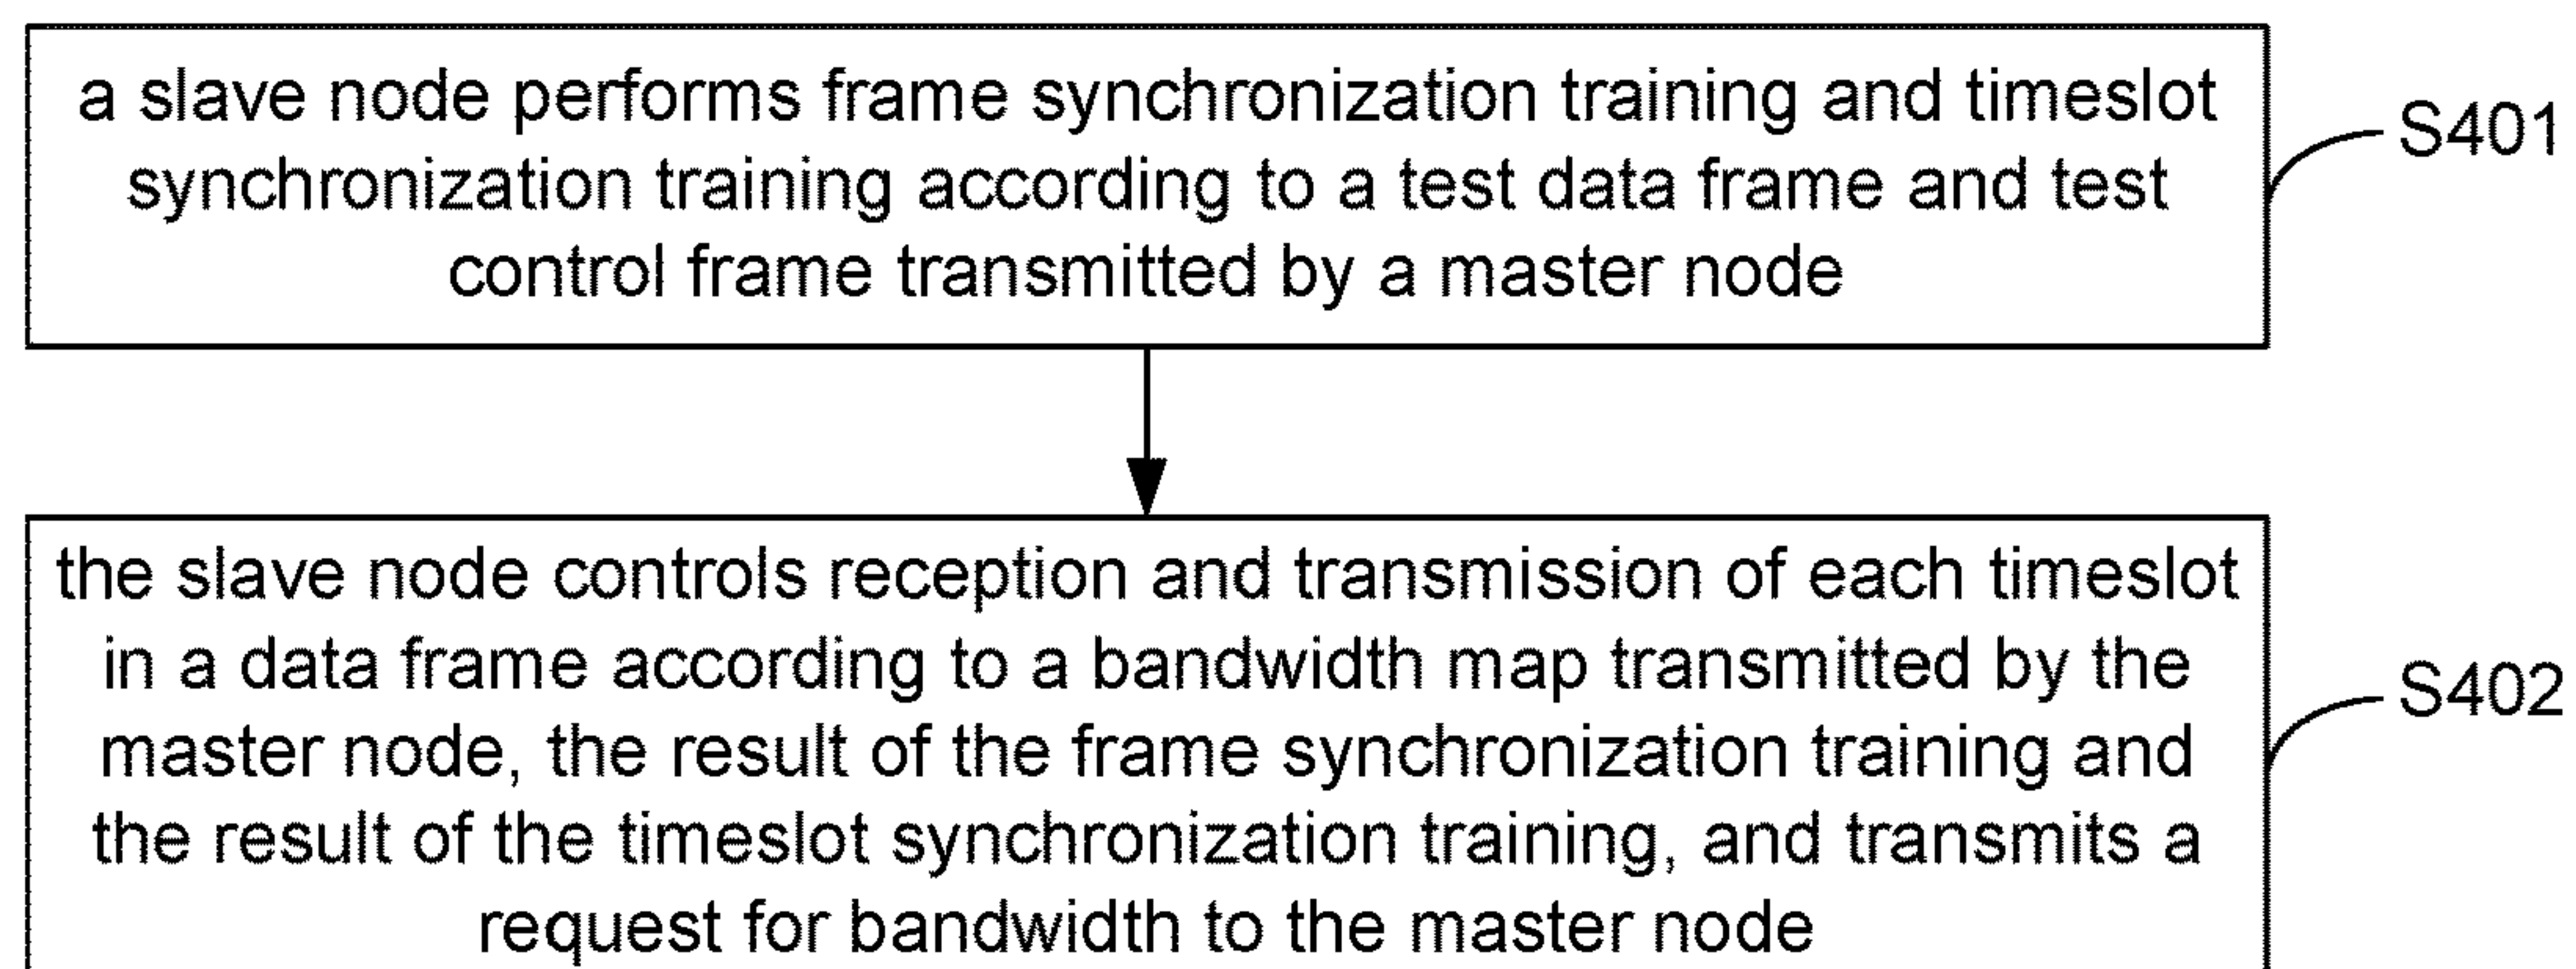 a slave node performs frame synchronization training and timeslot
synchronization training according to a test data frame and test
control frame transmitted by a master node
S401
the slave node controls reception and transmission of each timeslot
in a data frame according to a bandwidth map transmitted by the
master node, the result of the frame synchronization training and
the result of the timeslot synchronization training, and transmits a
request for bandwidth to the master node
S402